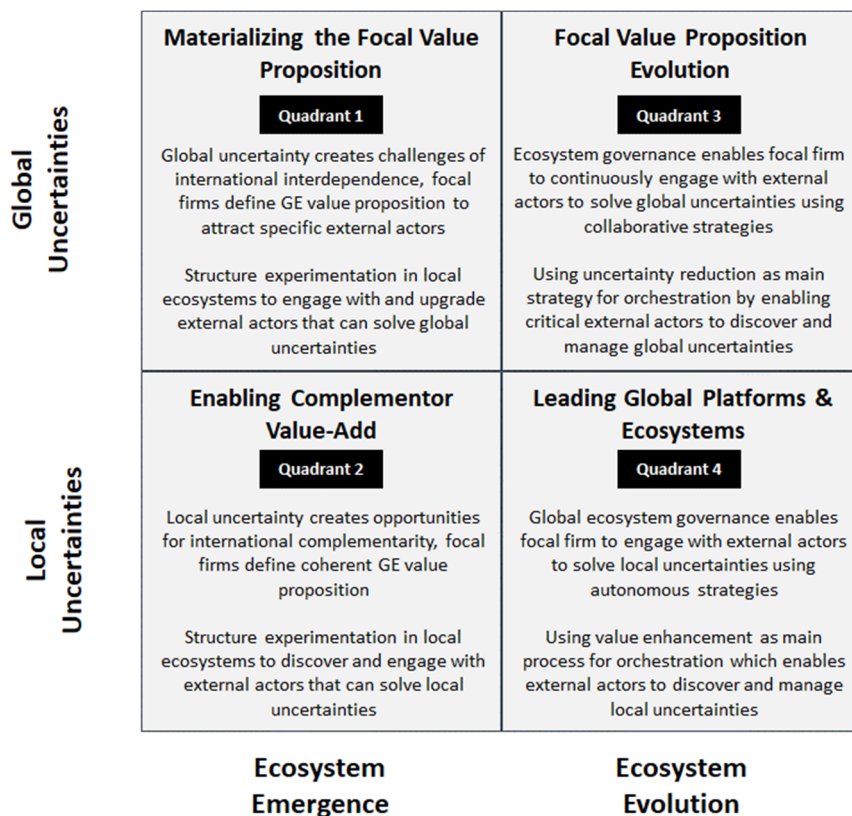 Global
Uncertainties
Materializing the Focal Value
Proposition
Quadrant 1
Global uncertainty creates challenges of
international interdependence, focal
firms define GE value proposition to
attract specific external actors
Structure experimentation in local
ecosystems to engage with and upgrade
external actors that can solve global
uncertainties
Focal Value Proposition
Evolution
Quadrant 3
Ecosystem governance enables focal firm
to continuously engage with external
actors to solve global uncertainties using
collaborative strategies
Using uncertainty reduction as main
strategy for orchestration by enabling
critical external actors to discover and
manage global uncertainties
Local
Uncertainties
Enabling Complementor
Value-Add
Quadrant 2
Local uncertainty creates opportunities
for international complementarity, focal
firms define coherent GE value
proposition
Structure experimentation in local
ecosystems to discover and engage with
external actors that can solve local
uncertainties
Leading Global Platforms &
Ecosystems
Quadrant 4
Global ecosystem governance enables
focal firm to engage with external actors
to solve local uncertainties using
autonomous strategies
Using value enhancement as main
process for orchestration which enables
external actors to discover and manage
local uncertainties
Ecosystem
Emergence
Ecosystem
Evolution